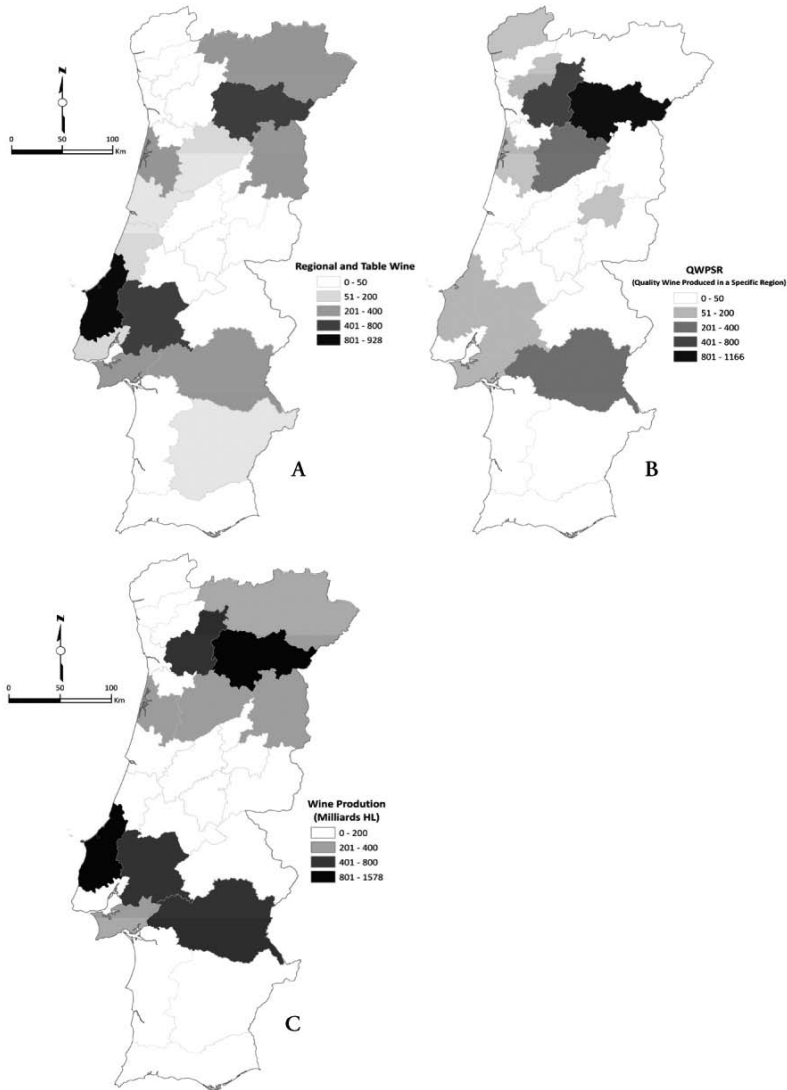 N
0 50 100
Km
Regional and Table Wine
0 - 50
51 - 200
201 - 400
401 - 800
801 - 928
A
QWPSR
(Quality Wine Produced in a Specific Region)
0 - 50
51 - 200
201 - 400
401 - 800
801 - 1166
B
N
0 50 100
Km
Wine Prodution
(Milliards HL)
0 - 200
201 - 400
401 - 800
801 - 1578
C